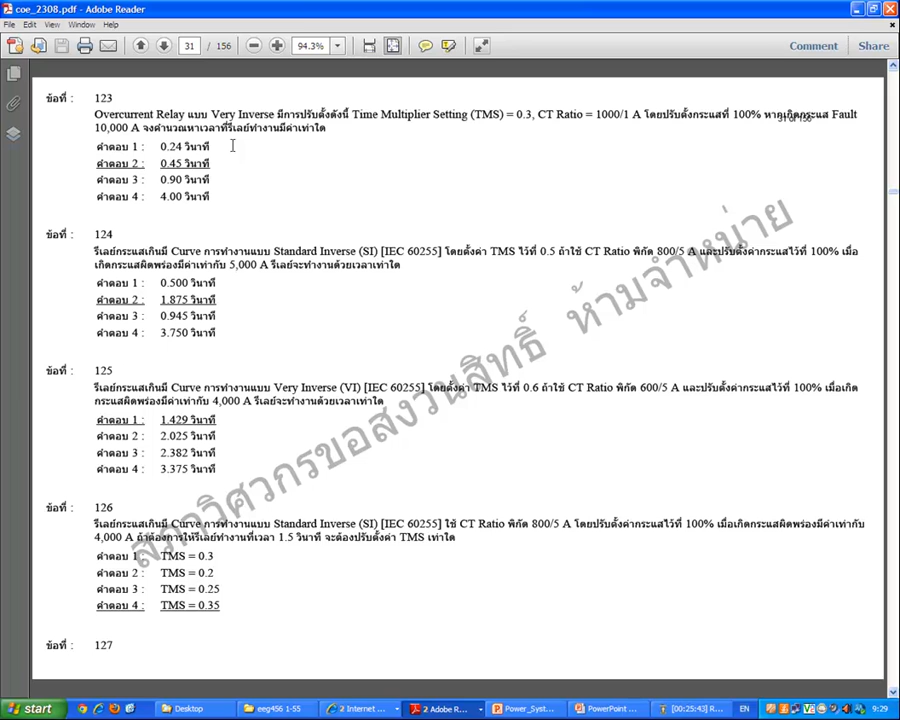 coe_2308.pdf - Adobe Reader
File Edit View Window Help
31 / 156 94.3% Comment Share
ข้อที่ : 123
Overcurrent Relay แบบ Very Inverse มีการปรับตั้งดังนี้ Time Multiplier Setting (TMS) = 0.3, CT Ratio = 1000/1 A โดยปรับตั้งกระแสที่ 100% หากเกิดกระแส Fault
10,000 A จงคำนวณหาเวลาที่รีเลย์ทำงานมีค่าเท่าใด
คำตอบ 1 : 0.24 วินาที
คำตอบ 2 : 0.45 วินาที
คำตอบ 3 : 0.90 วินาที
คำตอบ 4 : 4.00 วินาที
ข้อที่ : 124
รีเลย์กระแสเกินมี Curve การทำงานแบบ Standard Inverse (SI) [IEC 60255] โดยตั้งค่า TMS ไว้ที่ 0.5 ถ้าใช้ CT Ratio พิกัด 800/5 A และปรับตั้งค่ากระแสไว้ที่ 100% เมื่อ
เกิดกระแสผิดพร่องมีค่าเท่ากับ 5,000 A รีเลย์จะทำงานด้วยเวลาเท่าใด
คำตอบ 1 : 0.500 วินาที
คำตอบ 2 : 1.875 วินาที
คำตอบ 3 : 0.945 วินาที
คำตอบ 4 : 3.750 วินาที
ข้อที่ : 125
รีเลย์กระแสเกินมี Curve การทำงานแบบ Very Inverse (VI) [IEC 60255] โดยตั้งค่า TMS ไว้ที่ 0.6 ถ้าใช้ CT Ratio พิกัด 600/5 A และปรับตั้งค่ากระแสไว้ที่ 100% เมื่อเกิด
กระแสผิดพร่องมีค่าเท่ากับ 4,000 A รีเลย์จะทำงานด้วยเวลาเท่าใด
คำตอบ 1 : 1.429 วินาที
คำตอบ 2 : 2.025 วินาที
คำตอบ 3 : 2.382 วินาที
คำตอบ 4 : 3.375 วินาที
ข้อที่ : 126
รีเลย์กระแสเกินมี Curve การทำงานแบบ Standard Inverse (SI) [IEC 60255] ใช้ CT Ratio พิกัด 800/5 A โดยปรับตั้งค่ากระแสไว้ที่ 100% เมื่อเกิดกระแสผิดพร่องมีค่าเท่ากับ
4,000 A ถ้าต้องการให้รีเลย์ทำงานที่เวลา 1.5 วินาที จะต้องปรับตั้งค่า TMS เท่าใด
คำตอบ 1 : TMS = 0.3
คำตอบ 2 : TMS = 0.2
คำตอบ 3 : TMS = 0.25
คำตอบ 4 : TMS = 0.35
ข้อที่ : 127
สภาวิศวกรขอสงวนสิทธิ์ ห้ามจำหน่าย
start Desktop eeg456 1-55 2 Internet ... 2 Adobe R... Power_Syst... PowerPoint ... [00:25:43] R... EN 9:29